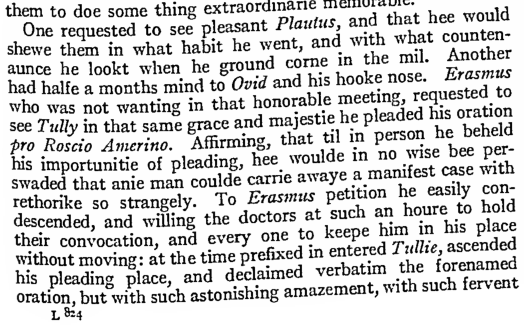 them to doe some thing extraordinarie memorable.
One requested to see pleasant Plautus, and that hee would
shewe them in what habit he went, and with what counten-
aunce he lookt when he ground corne in the mil. Another
had halfe a months mind to Ovid and his hooke nose. Erasmus
who was not wanting in that honorable meeting, requested to
see Tully in that same grace and majestie he pleaded his oration
pro Roscio Amerino. Affirming, that til in person he beheld
his importunitie of pleading, hee woulde in no wise bee per-
swaded that anie man coulde carrie awaye a manifest case with
rethorike so strangely. To Erasmus petition he easily con-
descended, and willing the doctors at such an houre to hold
their convocation, and every one to keepe him in his place
without moving: at the time prefixed in entered Tullie, ascended
his pleading place, and declaimed verbatim the forenamed
oration, but with such astonishing amazement, with such fervent
L 824